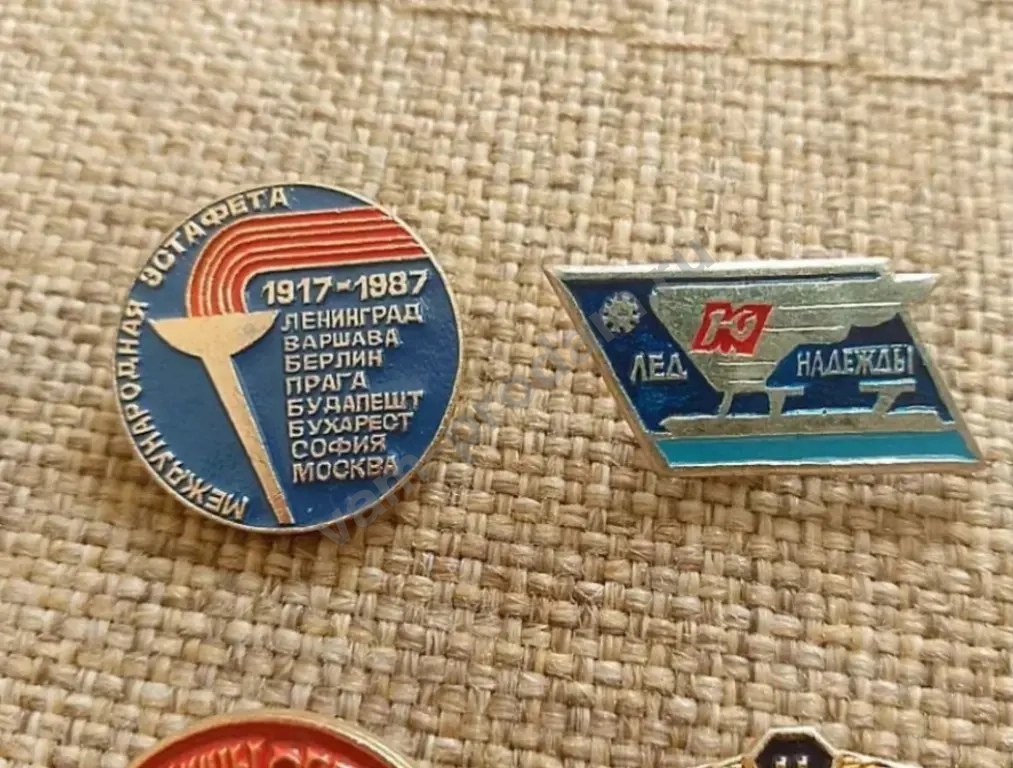 МЕЖДУНАРОДНАЯ ЭСТАФЕТА
1917-1987
ЛЕНИНГРАД
ВАРШАВА
БЕРЛИН
ПРАГА
БУДАПЕШТ
БУХАРЕСТ
СОФИЯ
МОСКВА
Ю
ЛЕД НАДЕЖДЫ